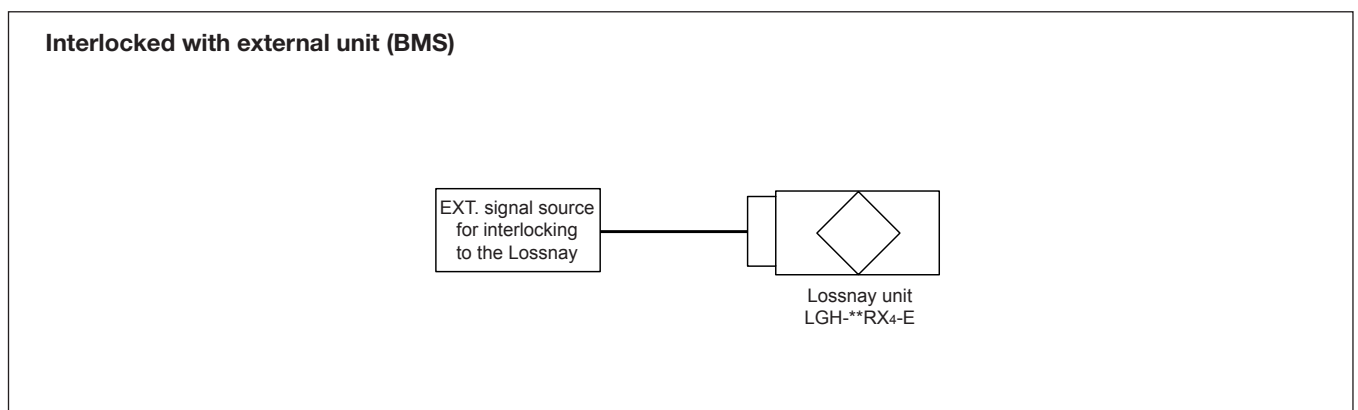 Interlocked with external unit (BMS)
EXT. signal source
for interlocking
to the Lossnay
Lossnay unit
LGH-**RX4-E